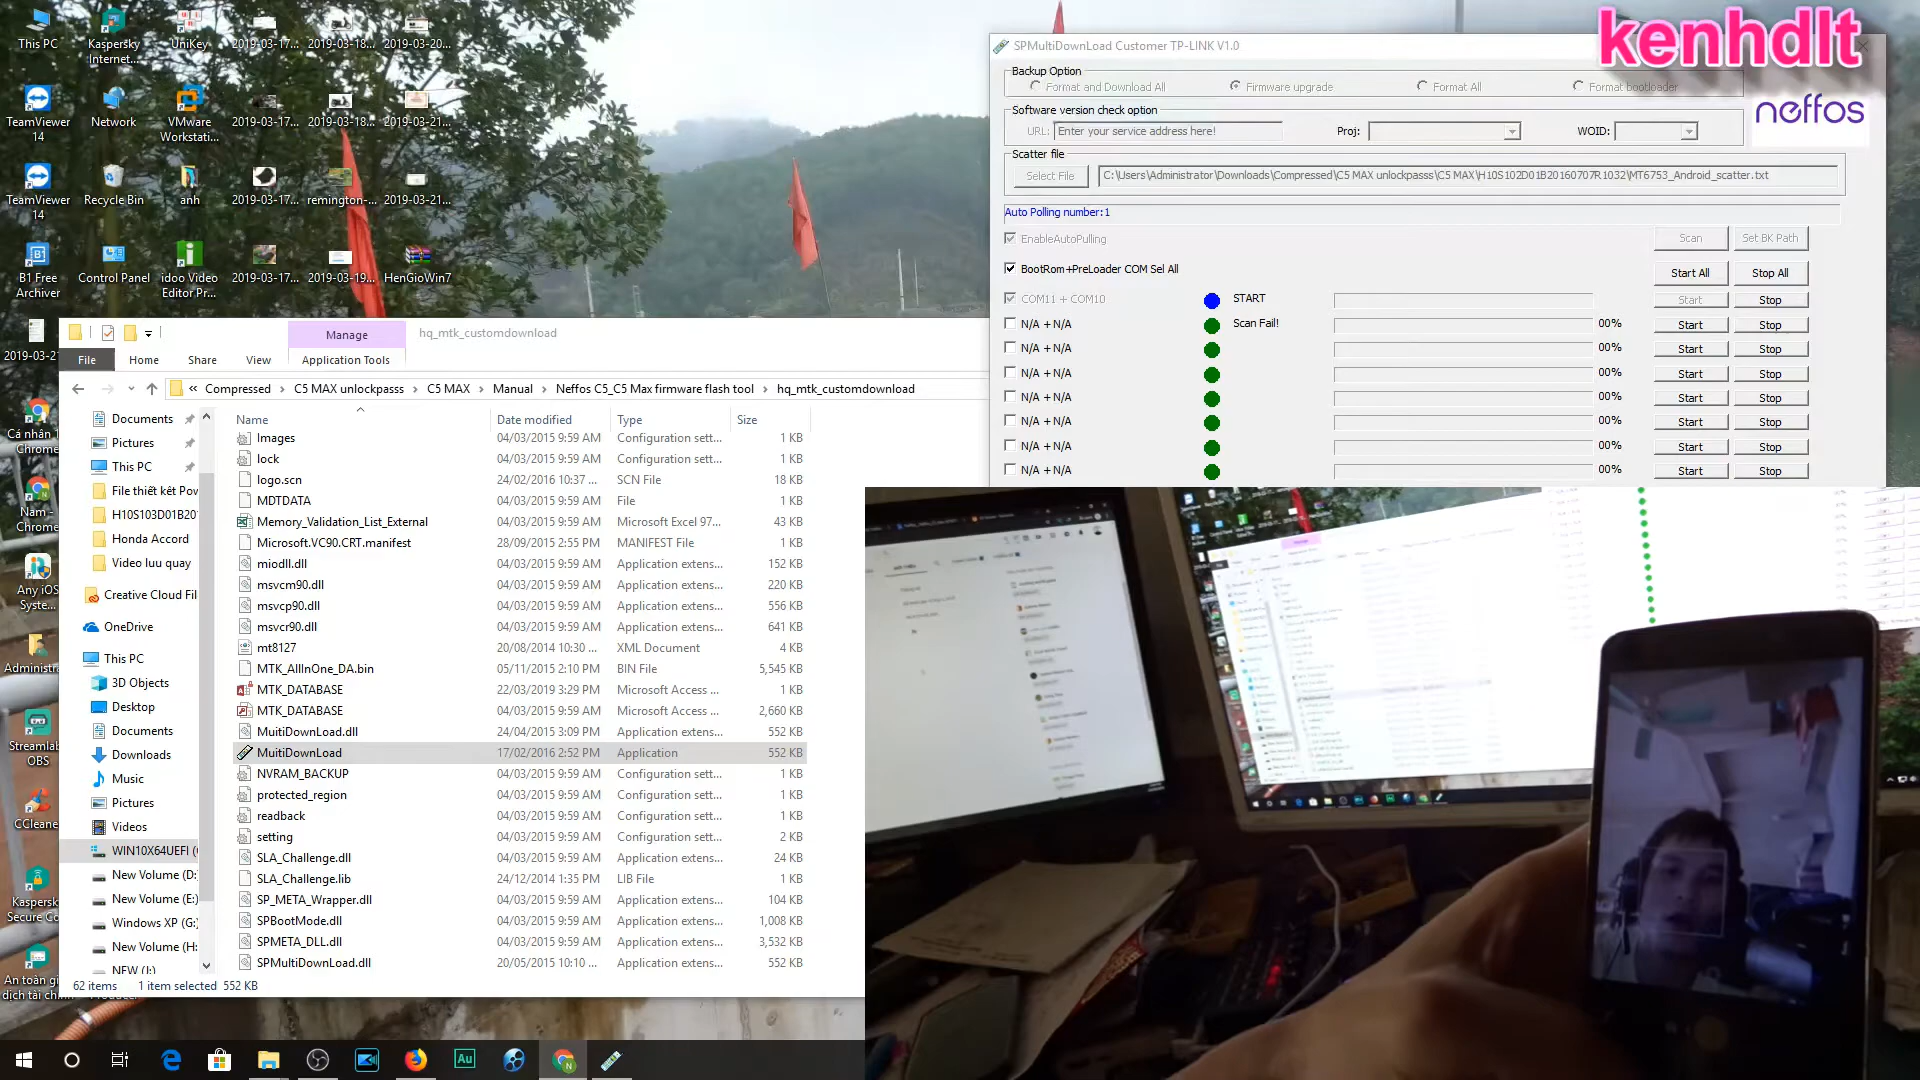 This PC
Kaspersky
Internet...
UniKey
2019-03-17...
2019-03-18...
2019-03-20...
TeamViewer
14
Network
VMware
Workstati...
2019-03-17...
2019-03-18...
2019-03-21...
TeamViewer
14
Recycle Bin
anh
2019-03-17...
remington-...
2019-03-21...
B1 Free
Archiver
Control Panel
idoo Video
Editor Pr...
2019-03-17...
2019-03-19...
HenGioWin7
2019-03-2
Cá nhân
Chrome
Nam -
Chrome
Any iOS
Syste...
Administra
Streamlab
OBS
CCleane
Kaspersk
Secure Co
An toàn gi
dịch tài ch
kenhdlt
SPMultiDownLoad Customer TP-LINK V1.0
Backup Option
Format and Download All
Firmware upgrade
Format All
Format bootloader
neffos
Software version check option
URL:
Enter your service address here!
Proj:
WOID:
Scatter file
Select File
C:\Users\Administrator\Downloads\Compressed\C5 MAX unlockpasss\C5 MAX\H10S102D01B20160707R1032\MT6753_Android_scatter.txt
Auto Polling number:1
EnableAutoPulling
Scan
Set BK Path
BootRom+PreLoader COM Sel All
Start All
Stop All
COM11 + COM10
START
Start
Stop
N/A + N/A
Scan Fail!
00%
Start
Stop
N/A + N/A
00%
Start
Stop
N/A + N/A
00%
Start
Stop
N/A + N/A
00%
Start
Stop
N/A + N/A
00%
Start
Stop
N/A + N/A
00%
Start
Stop
N/A + N/A
00%
Start
Stop
Manage
hq_mtk_customdownload
File
Home
Share
View
Application Tools
« Compressed > C5 MAX unlockpasss > C5 MAX > Manual > Neffos C5_C5 Max firmware flash tool > hq_mtk_customdownload
Documents
Pictures
This PC
File thiết kêt Pov
H10S103D01B20
Honda Accord
Video luu quay
Creative Cloud Fil
OneDrive
This PC
3D Objects
Desktop
Documents
Downloads
Music
Pictures
Videos
WIN10X64UEFI (
New Volume (D:
New Volume (E:)
Windows XP (G:)
New Volume (H:
NEW (J:)
Name
Date modified
Type
Size
Images 04/03/2015 9:59 AM Configuration sett... 1 KB
lock 04/03/2015 9:59 AM Configuration sett... 1 KB
logo.scn 24/02/2016 10:37 ... SCN File 18 KB
MDTDATA 04/03/2015 9:59 AM File 1 KB
Memory_Validation_List_External 04/03/2015 9:59 AM Microsoft Excel 97... 43 KB
Microsoft.VC90.CRT.manifest 28/09/2015 2:55 PM MANIFEST File 1 KB
miodll.dll 04/03/2015 9:59 AM Application extens... 152 KB
msvcm90.dll 04/03/2015 9:59 AM Application extens... 220 KB
msvcp90.dll 04/03/2015 9:59 AM Application extens... 556 KB
msvcr90.dll 04/03/2015 9:59 AM Application extens... 641 KB
mt8127 20/08/2014 10:30 ... XML Document 4 KB
MTK_AllInOne_DA.bin 05/11/2015 2:10 PM BIN File 5,545 KB
MTK_DATABASE 22/03/2019 3:29 PM Microsoft Access ... 1 KB
MTK_DATABASE 04/03/2015 9:59 AM Microsoft Access ... 2,660 KB
MuitiDownLoad.dll 24/04/2015 3:09 PM Application extens... 552 KB
MuitiDownLoad 17/02/2016 2:52 PM Application 552 KB
NVRAM_BACKUP 04/03/2015 9:59 AM Configuration sett... 1 KB
protected_region 04/03/2015 9:59 AM Configuration sett... 1 KB
readback 04/03/2015 9:59 AM Configuration sett... 1 KB
setting 04/03/2015 9:59 AM Configuration sett... 2 KB
SLA_Challenge.dll 04/03/2015 9:59 AM Application extens... 24 KB
SLA_Challenge.lib 24/12/2014 1:35 PM LIB File 1 KB
SP_META_Wrapper.dll 04/03/2015 9:59 AM Application extens... 104 KB
SPBootMode.dll 04/03/2015 9:59 AM Application extens... 1,008 KB
SPMETA_DLL.dll 04/03/2015 9:59 AM Application extens... 3,532 KB
SPMultiDownLoad.dll 20/05/2015 10:10 ... Application extens... 552 KB
62 items
1 item selected 552 KB
Au